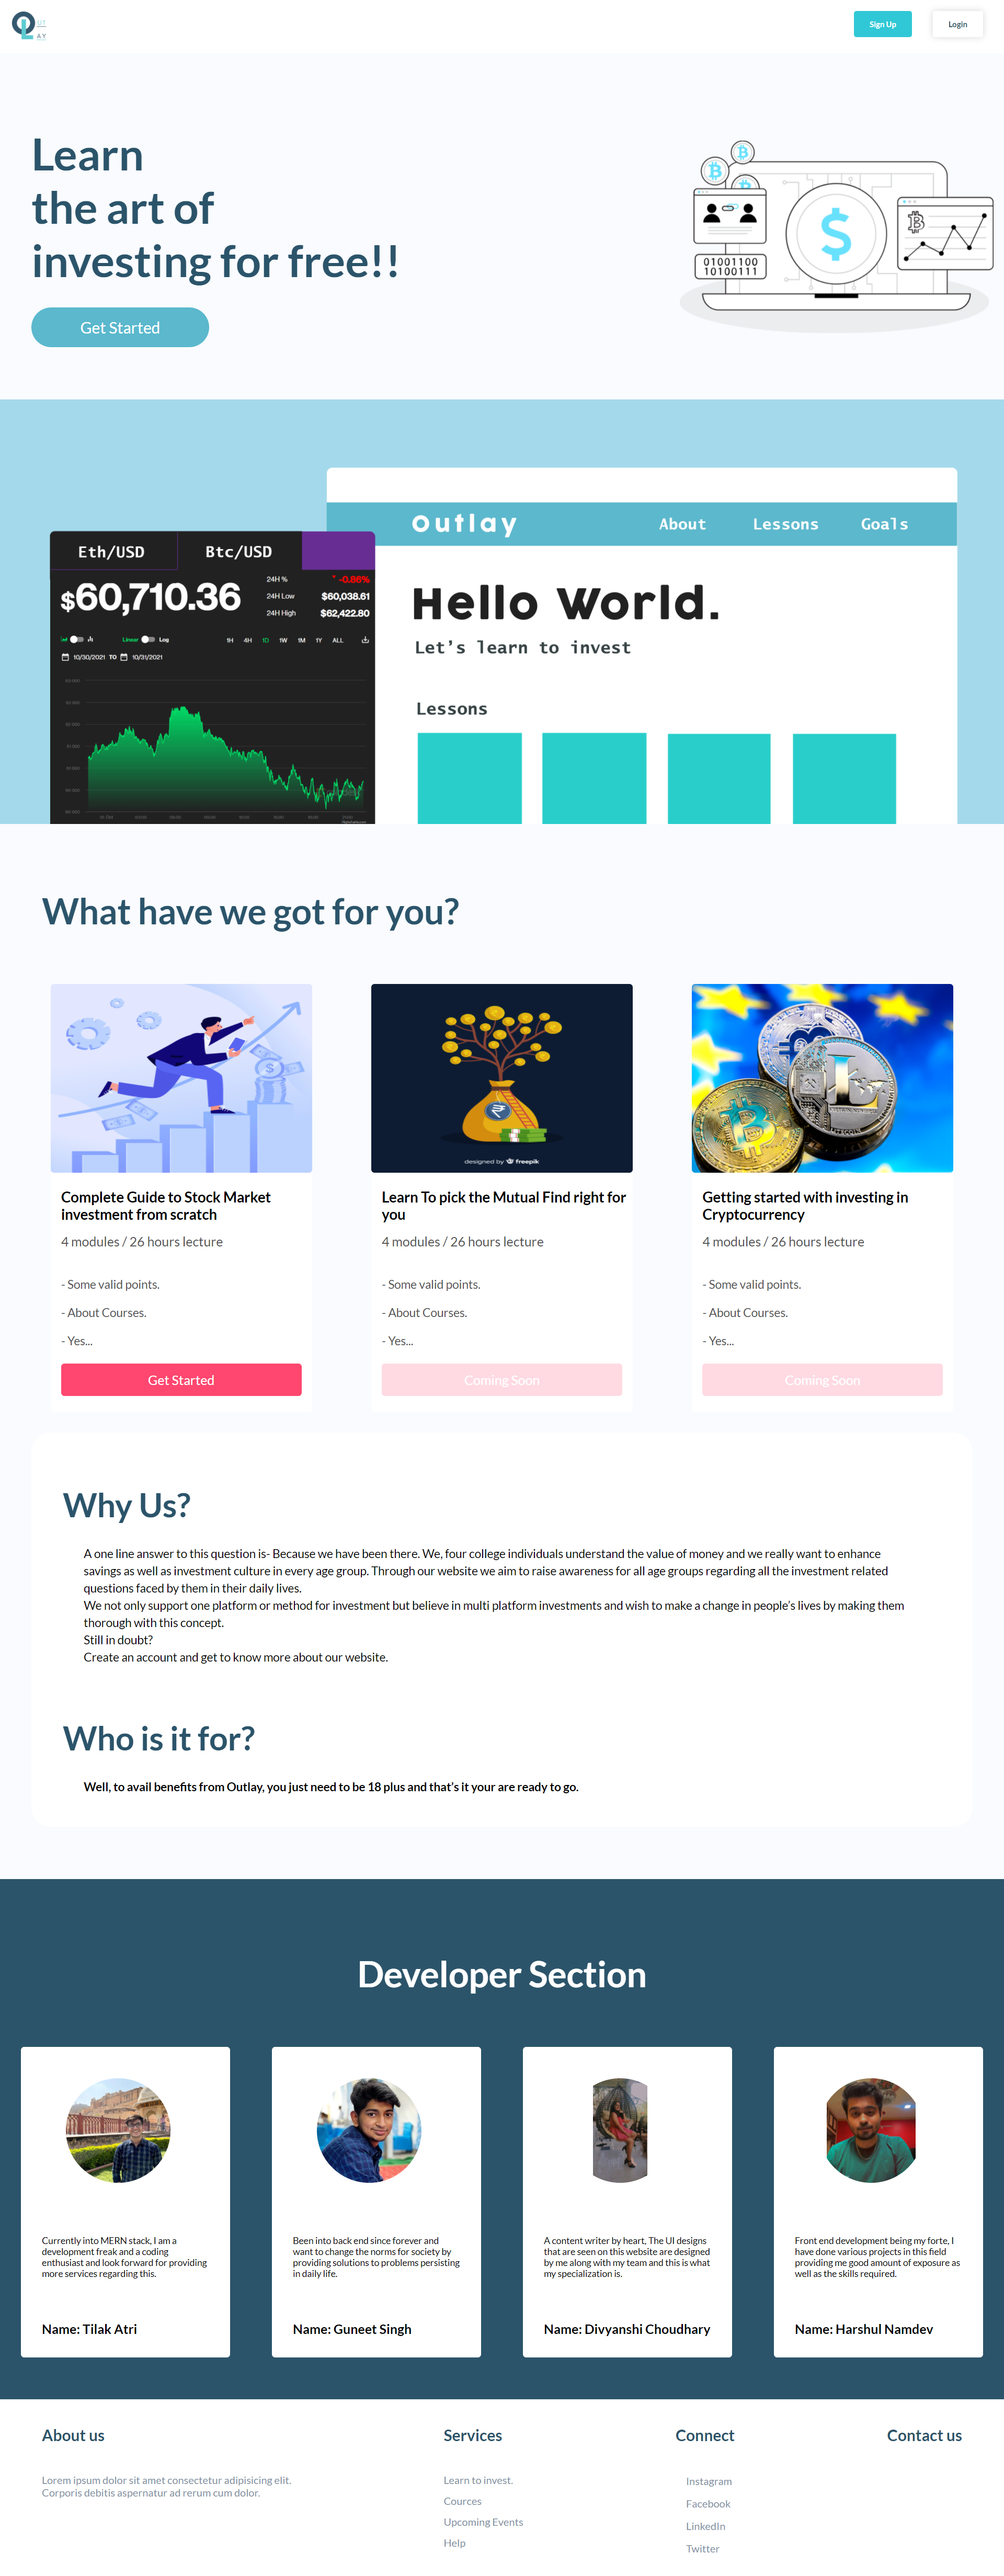 UT
AY
Sign Up
Login
Learn
the art of
investing for free!!
Get Started
01001100
10100111
Outlay
About
Lessons
Goals
Eth/USD
Btc/USD
$60,710.36
24H %
-0.86%
24H Low
$60,038.61
24H High
$62,422.80
Linear
Log
1H 4H 1D 1W 1M 1Y ALL
10/30/2021 TO 10/31/2021
Hello World.
Let's learn to invest
Lessons
What have we got for you?
designed by freepik
Complete Guide to Stock Market
investment from scratch
4 modules / 26 hours lecture
- Some valid points.
- About Courses.
- Yes...
Get Started
Learn To pick the Mutual Find right for
you
4 modules / 26 hours lecture
- Some valid points.
- About Courses.
- Yes...
Coming Soon
Getting started with investing in
Cryptocurrency
4 modules / 26 hours lecture
- Some valid points.
- About Courses.
- Yes...
Coming Soon
Why Us?
A one line answer to this question is- Because we have been there. We, four college individuals understand the value of money and we really want to enhance
savings as well as investment culture in every age group. Through our website we aim to raise awareness for all age groups regarding all the investment related
questions faced by them in their daily lives.
We not only support one platform or method for investment but believe in multi platform investments and wish to make a change in people's lives by making them
thorough with this concept.
Still in doubt?
Create an account and get to know more about our website.
Who is it for?
Well, to avail benefits from Outlay, you just need to be 18 plus and that's it your are ready to go.
Developer Section
Currently into MERN stack, I am a
development freak and a coding
enthusiast and look forward for providing
more services regarding this.
Name: Tilak Atri
Been into back end since forever and
want to change the norms for society by
providing solutions to problems persisting
in daily life.
Name: Guneet Singh
A content writer by heart, The UI designs
that are seen on this website are designed
by me along with my team and this is what
my specialization is.
Name: Divyanshi Choudhary
Front end development being my forte, I
have done various projects in this field
providing me good amount of exposure as
well as the skills required.
Name: Harshul Namdev
About us
Lorem ipsum dolor sit amet consectetur adipisicing elit.
Corporis debitis aspernatur ad rerum cum dolor.
Services
Learn to invest.
Cources
Upcoming Events
Help
Connect
Instagram
Facebook
LinkedIn
Twitter
Contact us